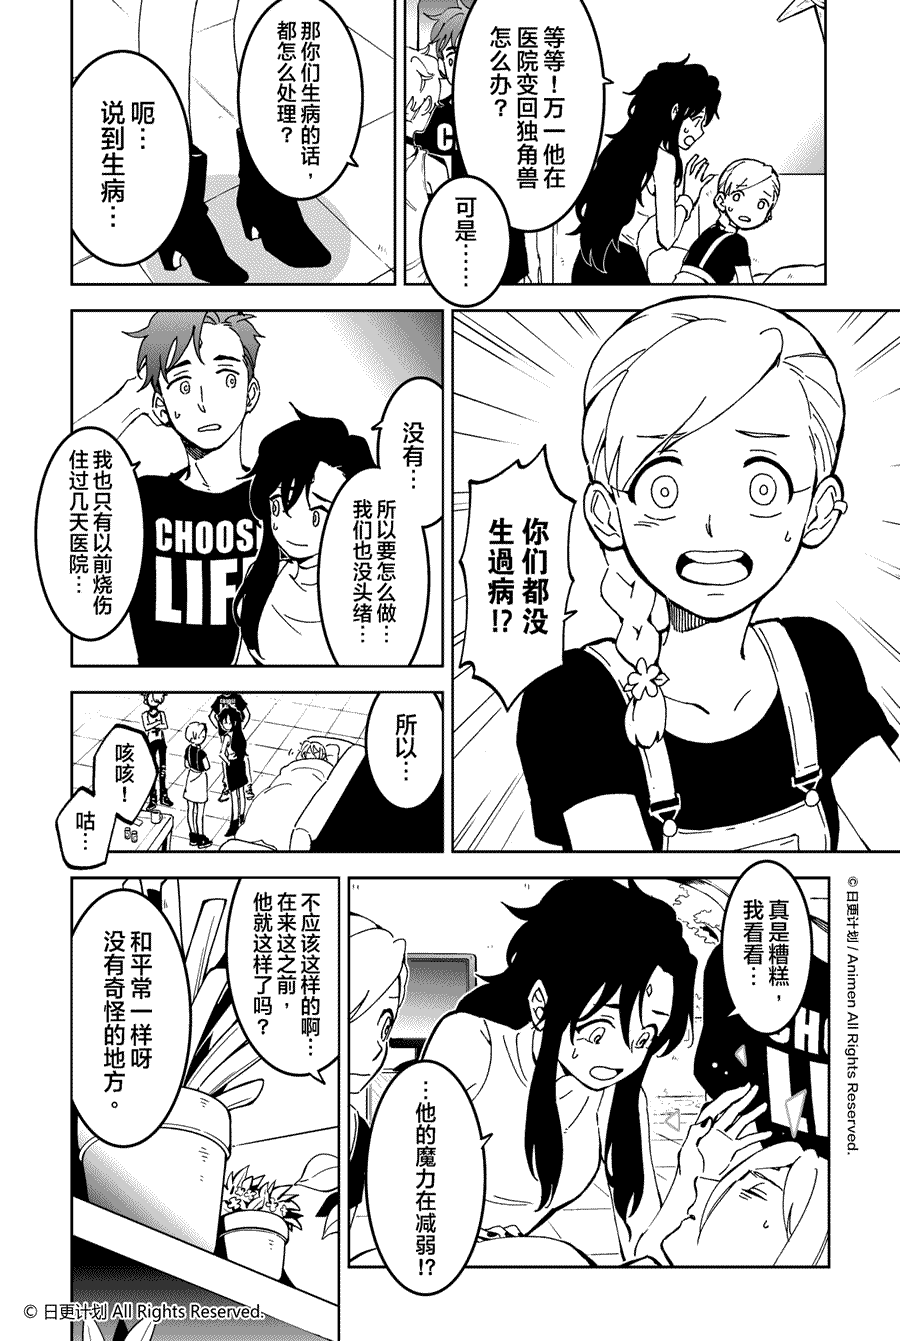 等等！万一他在
医院变回独角兽
怎么办？
可是……
CHOO
那你们生病的话，
都怎么处理？
呃…
说到生病…
你们都没
生過病!?
没有…
所以要怎么做…
我们也没头绪…
我也只有以前烧伤
住过几天医院…
CHOOSE
LIF
所以…
咳咳！
咕…
真是糟糕，
我看看…
…他的魔力在减弱!?
不应该这样的啊…
在来这之前，
他就这样了吗？
和平常一样呀
没有奇怪的地方。
© 日更计划 / Animen All Rights Reserved.
© 日更计划 All Rights Reserved.